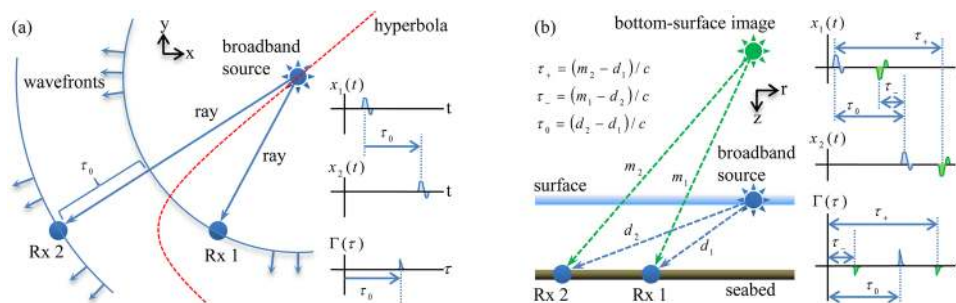 (a)
y
x
broadband
source
hyperbola
wavefronts
ray
ray
τ₀
Rx 2
Rx 1
x₁(t)
t
τ₀
x₂(t)
t
Γ(τ)
τ
τ₀
(b)
bottom-surface image
τ₊ = (m₂ − d₁)/c
τ₋ = (m₁ − d₂)/c
τ₀ = (d₂ − d₁)/c
r
z
broadband
source
m₂
m₁
surface
d₂
d₁
Rx 2
Rx 1
seabed
x₁(t)
τ₊
τ₋
τ₀
x₂(t)
Γ(τ)
τ₊
τ₋
τ₀